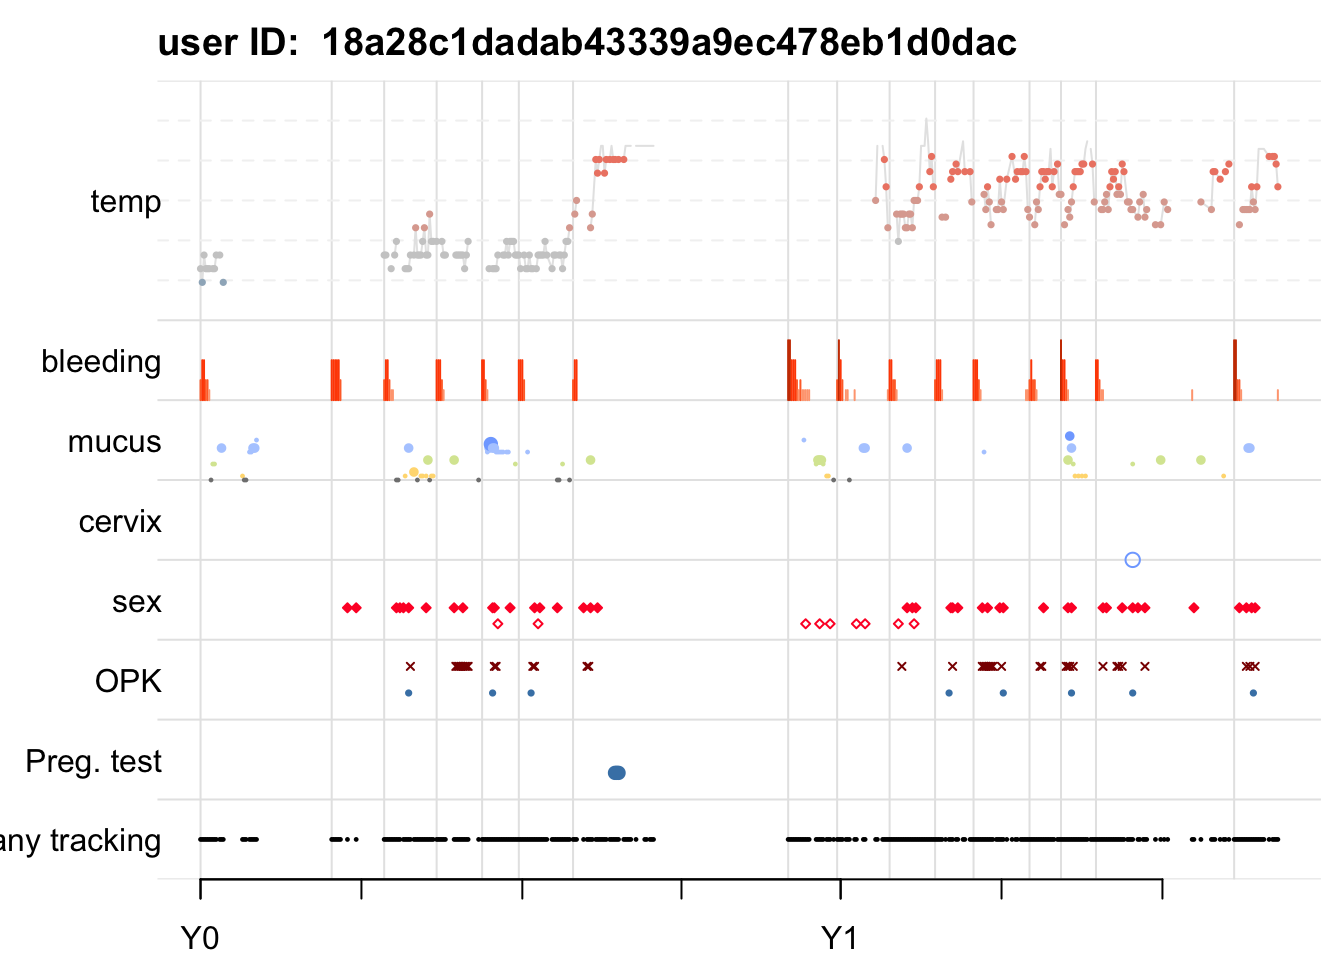 user ID:  18a28c1dadab43339a9ec478eb1d0dac
temp
bleeding
mucus
cervix
sex
OPK
Preg. test
any tracking
Y0
Y1